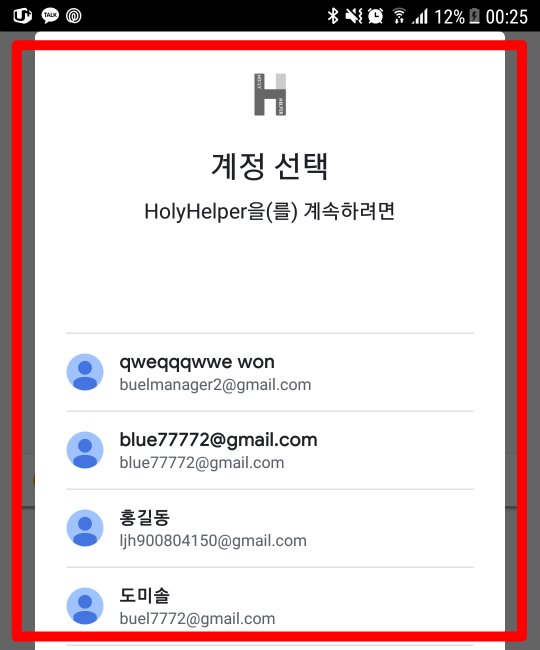 U+ TALK 12% 00:25
HOLY
HELPER
계정 선택
HolyHelper을(를) 계속하려면
qweqqqwwe won
buelmanager2@gmail.com
blue77772@gmail.com
blue77772@gmail.com
홍길동
ljh900804150@gmail.com
도미솔
buel7772@gmail.com